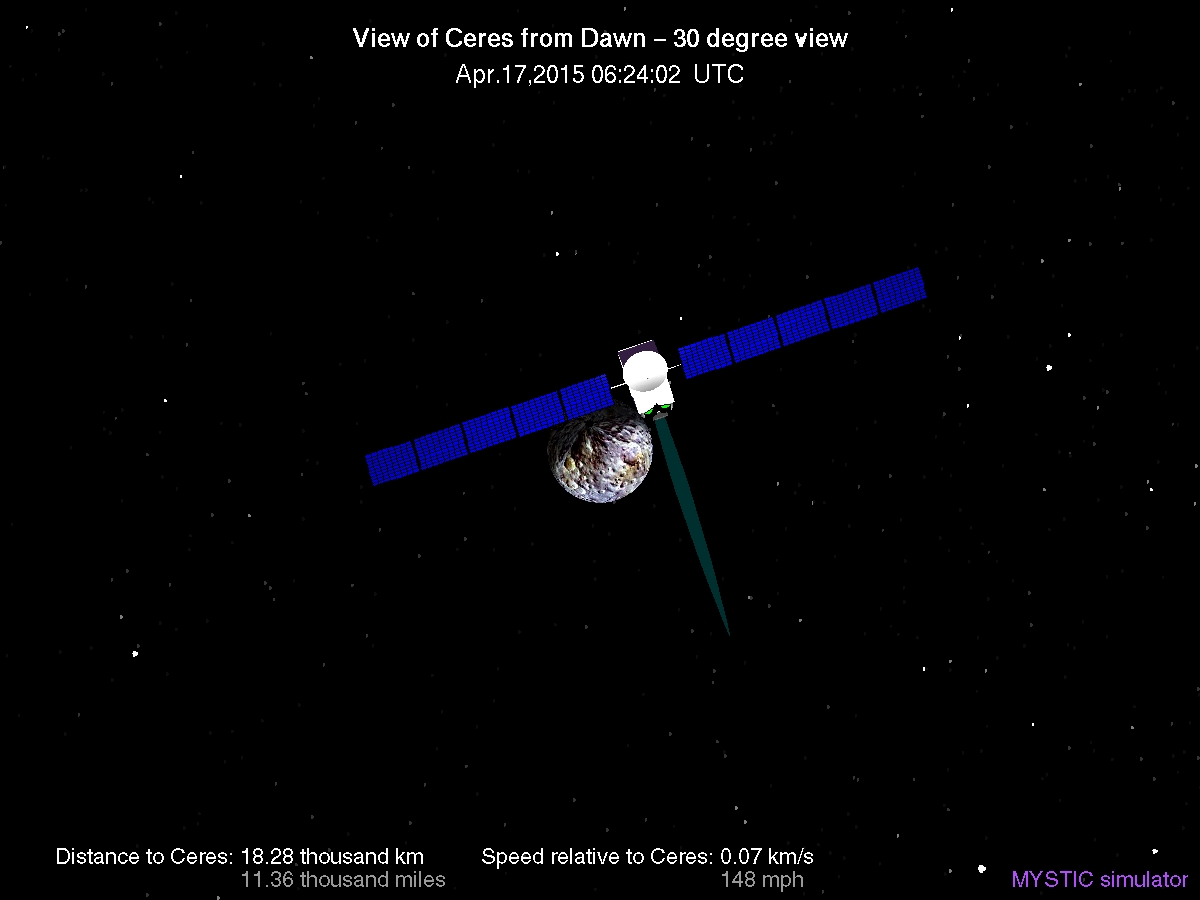 View of Ceres from Dawn – 30 degree view
Apr.17,2015 06:24:02 UTC
Distance to Ceres: 18.28 thousand km
11.36 thousand miles
Speed relative to Ceres: 0.07 km/s
148 mph
MYSTIC simulator